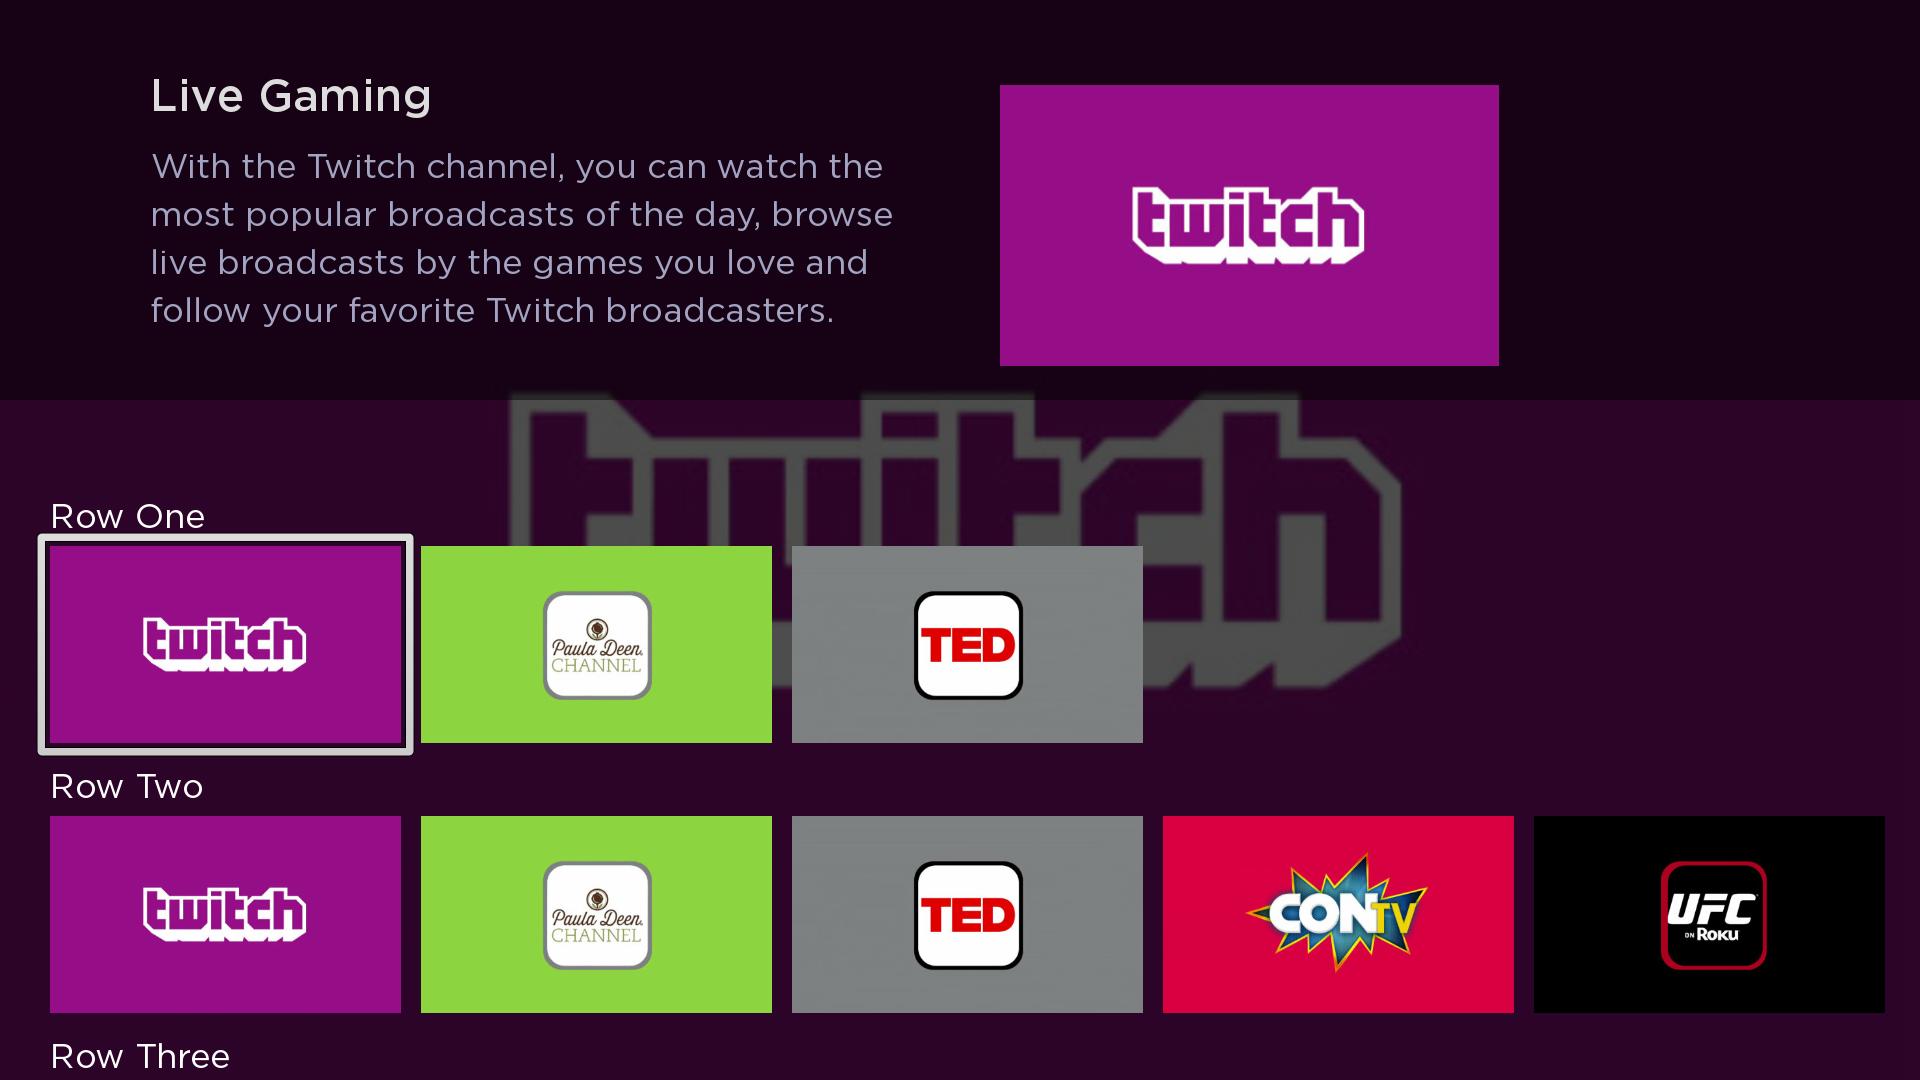 Live Gaming
With the Twitch channel, you can watch the
most popular broadcasts of the day, browse
live broadcasts by the games you love and
follow your favorite Twitch broadcasters.
twitch
twitch
Row One
twitch
Paula Deen
CHANNEL
TED
Row Two
twitch
Paula Deen
CHANNEL
TED
CONTV
UFC
ON ROKU
Row Three